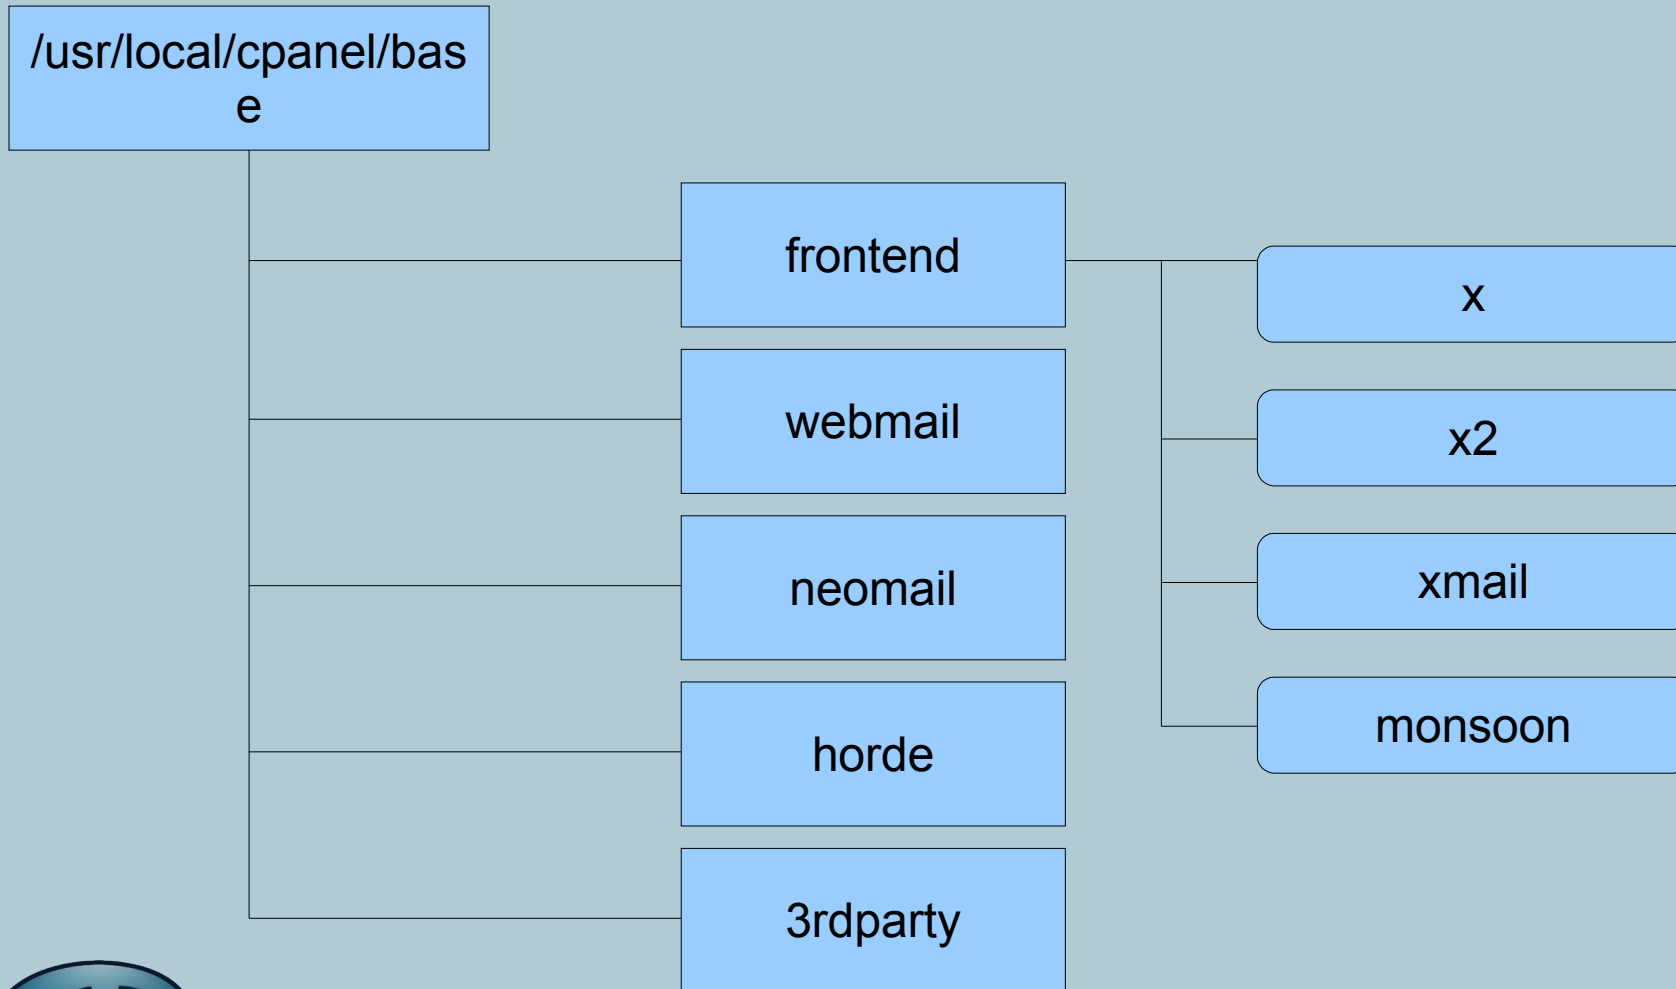 /usr/local/cpanel/bas
e
frontend
webmail
neomail
horde
3rdparty
x
x2
xmail
monsoon